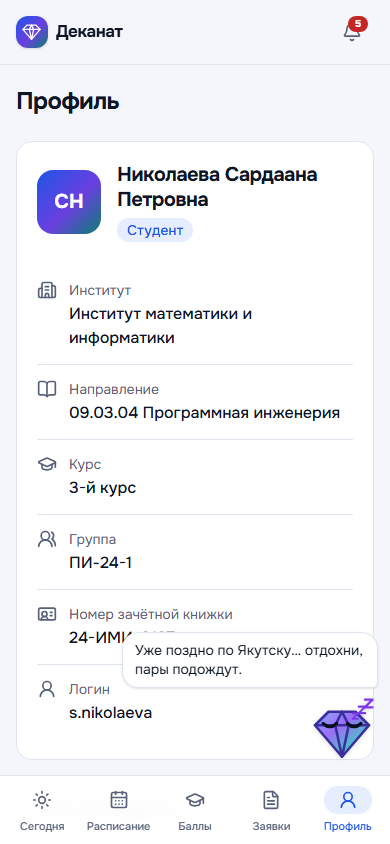 Деканат
5
Профиль
СН
Николаева Сардаана
Петровна
Студент
Институт
Институт математики и
информатики
Направление
09.03.04 Программная инженерия
Курс
3-й курс
Группа
ПИ-24-1
Номер зачётной книжки
24-ИМИ
Уже поздно по Якутску... отдохни,
пары подождут.
Логин
s.nikolaeva
Сегодня
Расписание
Баллы
Заявки
Профиль